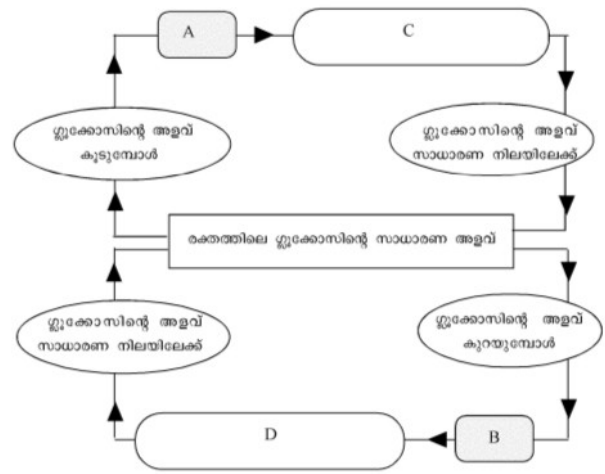 A
C
ഗ്ലൂക്കോസിന്റെ അളവ്
കൂടുമ്പോൾ
ഗ്ലൂക്കോസിന്റെ അളവ്
സാധാരണ നിലയിലേക്ക്
രക്തത്തിലെ ഗ്ലൂക്കോസിന്റെ സാധാരണ അളവ്
ഗ്ലൂക്കോസിന്റെ അളവ്
സാധാരണ നിലയിലേക്ക്
ഗ്ലൂക്കോസിന്റെ അളവ്
കുറയുമ്പോൾ
D
B